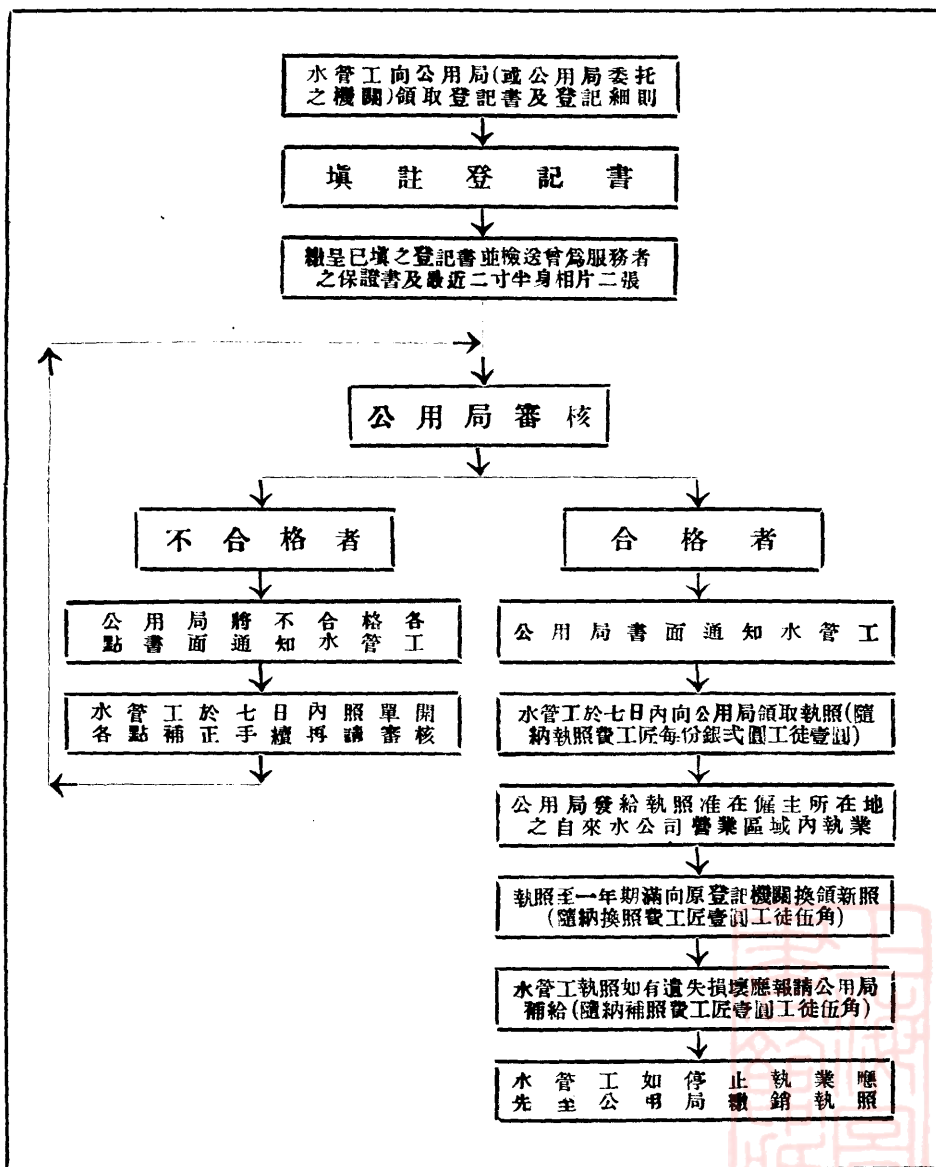 水管工向公用局(或公用局委托
之機關)領取登記書及登記細則
填註登記書
繳呈已填之登記書並檢送曾爲服務者
之保證書及最近二寸半身相片二張
公用局審核
不合格者
公用局將不合格各
點書面通知水管工
水管工於七日內照單開
各點補正手續再請審核
合格者
公用局書面通知水管工
水管工於七日內向公用局領取執照(隨
納執照費工匠每份銀弍圓工徒壹圓)
公用局發給執照准在僱主所在地
之自來水公司營業區域內執業
執照至一年期滿向原登記機關換領新照
(隨納換照費工匠壹圓工徒伍角)
水管工執照如有遺失損壞應報請公用局
補給(隨納補照費工匠壹圓工徒伍角)
水管工如停止執業應
先至公用局繳銷執照